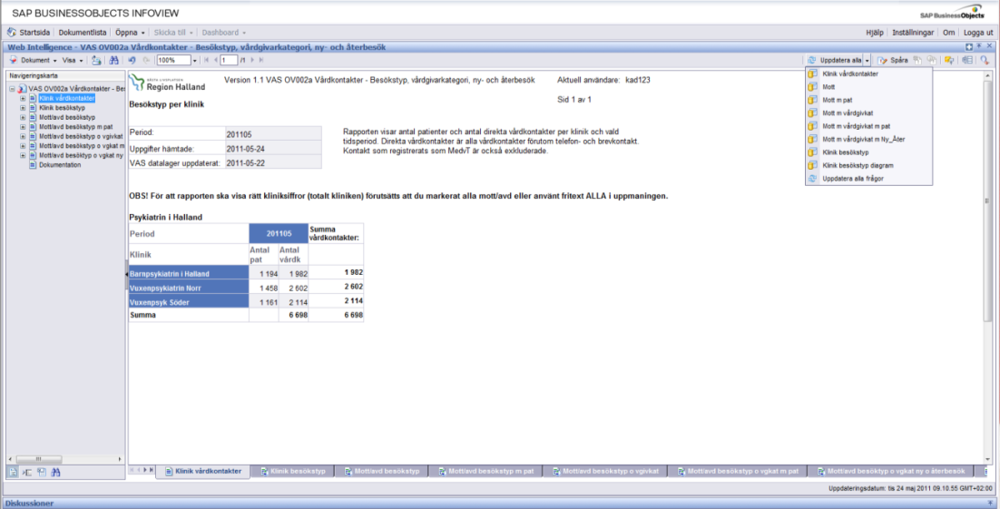 SAP BUSINESSOBJECTS INFOVIEW
SAP BusinessObjects
Startsida Dokumentlista Öppna Skicka till Dashboard
Hjälp Inställningar Om Logga ut
Web Intelligence - VAS OV002a Vårdkontakter - Besökstyp, vårdgivarkategori, ny- och återbesök
Dokument Visa 100% 1 /1 Uppdatera alla Spåra
Navigeringskarta
VAS OV002a Vårdkontakter - Bes
Klinik vårdkontakter
Klinik besökstyp
Mott/avd besökstyp
Mott/avd besökstyp m pat
Mott/avd besökstyp o vgivkat
Mott/avd besökstyp o vgkat m
Mott/avd besöktyp o vgkat ny
Dokumentation
Region Halland
Version 1.1 VAS OV002a Vårdkontakter - Besökstyp, vårdgivarkategori, ny- och återbesök
Aktuell användare: kad123
Sid 1 av 1
Besökstyp per klinik
Period: 201105
Uppgifter hämtade: 2011-05-24
VAS datalager uppdaterat: 2011-05-22
Rapporten visar antal patienter och antal direkta vårdkontakter per klinik och vald
tidsperiod. Direkta vårdkontakter är alla vårdkontakter förutom telefon- och brevkontakt.
Kontakt som registrerats som MedvT är också exkluderade.
Klinik vårdkontakter
Mott
Mott m pat
Mott m vårdgivkat
Mott m vårdgivkat m pat
Mott m vårdgivkat m Ny_Åter
Klinik besökstyp
Klinik besökstyp diagram
Uppdatera alla frågor
OBS! För att rapporten ska visa rätt kliniksiffror (totalt kliniken) förutsätts att du markerat alla mott/avd eller använt fritext ALLA i uppmaningen.
Psykiatrin i Halland
Period 201105 Summa vårdkontakter:
Klinik Antal pat Antal vårdk
Barnpsykiatrin i Halland 1 194 1 982 1 982
Vuxenpsykiatrin Norr 1 458 2 602 2 602
Vuxenpsyk Söder 1 161 2 114 2 114
Summa 6 698 6 698
Klinik vårdkontakter Klinik besökstyp Mott/avd besökstyp Mott/avd besökstyp m pat Mott/avd besökstyp o vgivkat Mott/avd besökstyp o vgkat m pat Mott/avd besöktyp o vgkat ny o återbesök
Uppdateringsdatum: tis 24 maj 2011 09.10.55 GMT+02:00
Diskussioner